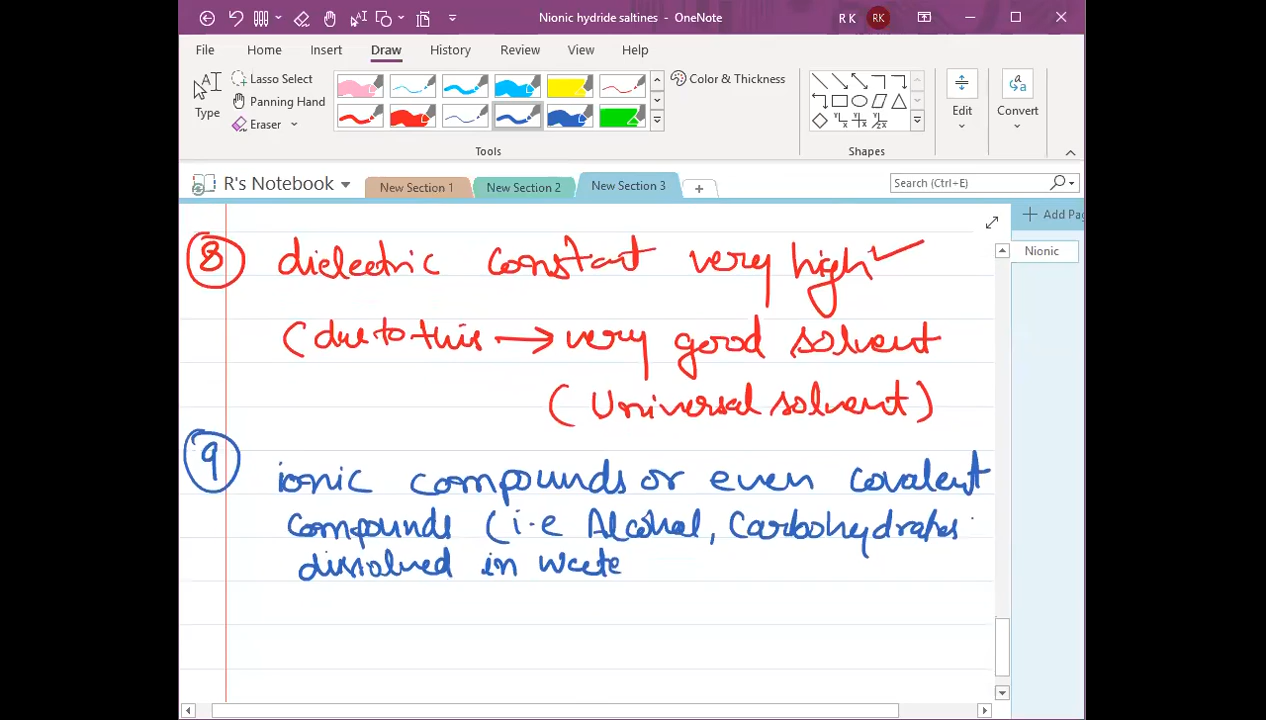 Nionic hydride saltines - OneNote
R K
RK
File Home Insert Draw History Review View Help
Type
Lasso Select
Panning Hand
Eraser
Color & Thickness
Edit
Convert
Tools
Shapes
R's Notebook
New Section 1
New Section 2
New Section 3
Search (Ctrl+E)
Add Pag
Nionic
8 dielectric constant very high ✓
(due to this → very good solvent
(Universal solvent)
9 ionic compounds or even covalent
compounds (i.e Alcohol, Carbohydrates
dissolved in wate